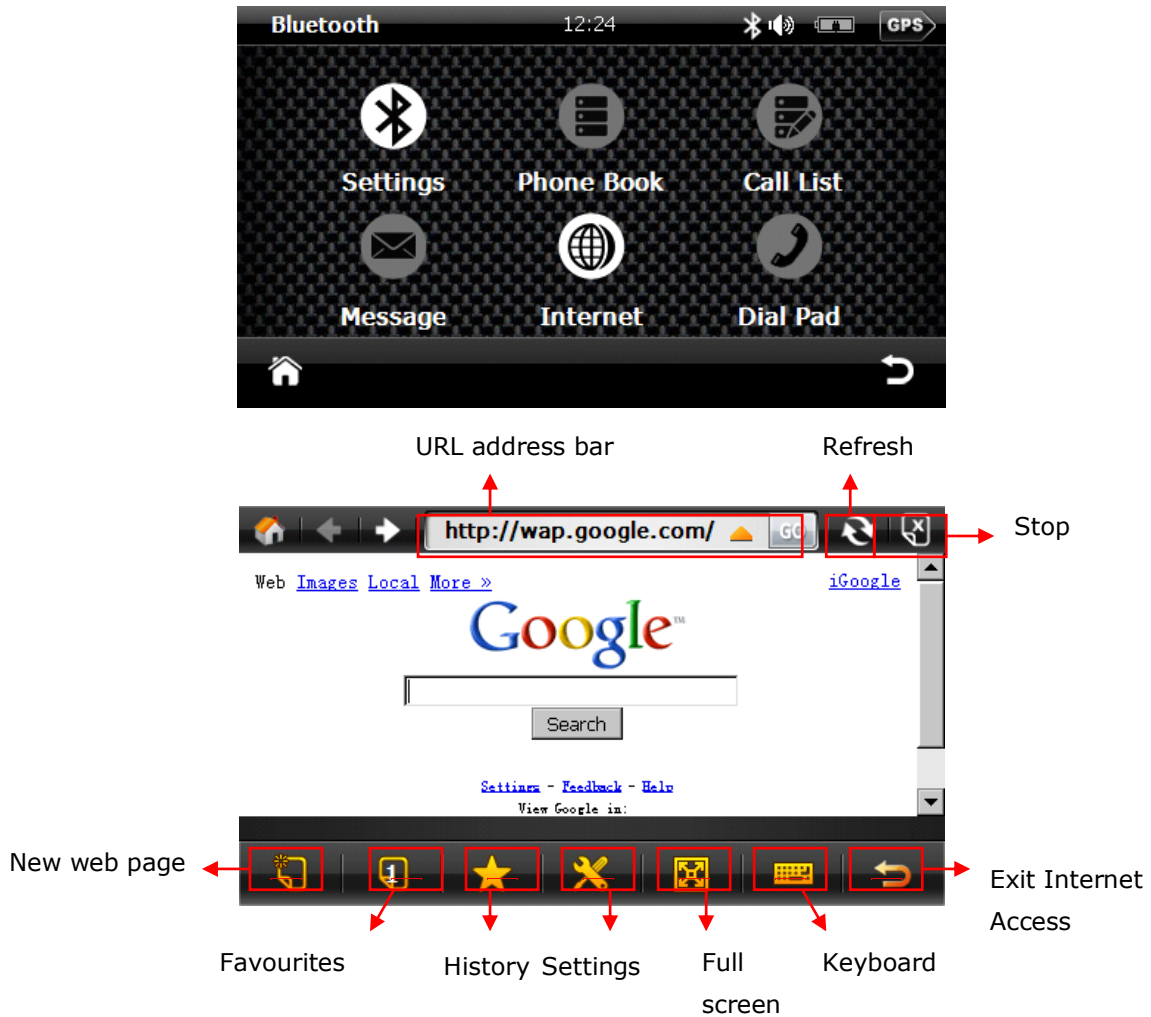 Bluetooth 12:24 GPS
Settings Phone Book Call List
Message Internet Dial Pad
URL address bar Refresh
http://wap.google.com/ GO
Stop
Web Images Local More » iGoogle
Google™
Search
Settings - Feedback - Help
View Google in:
1
New web page
Exit Internet
Access
Favourites History Settings Full Keyboard
screen